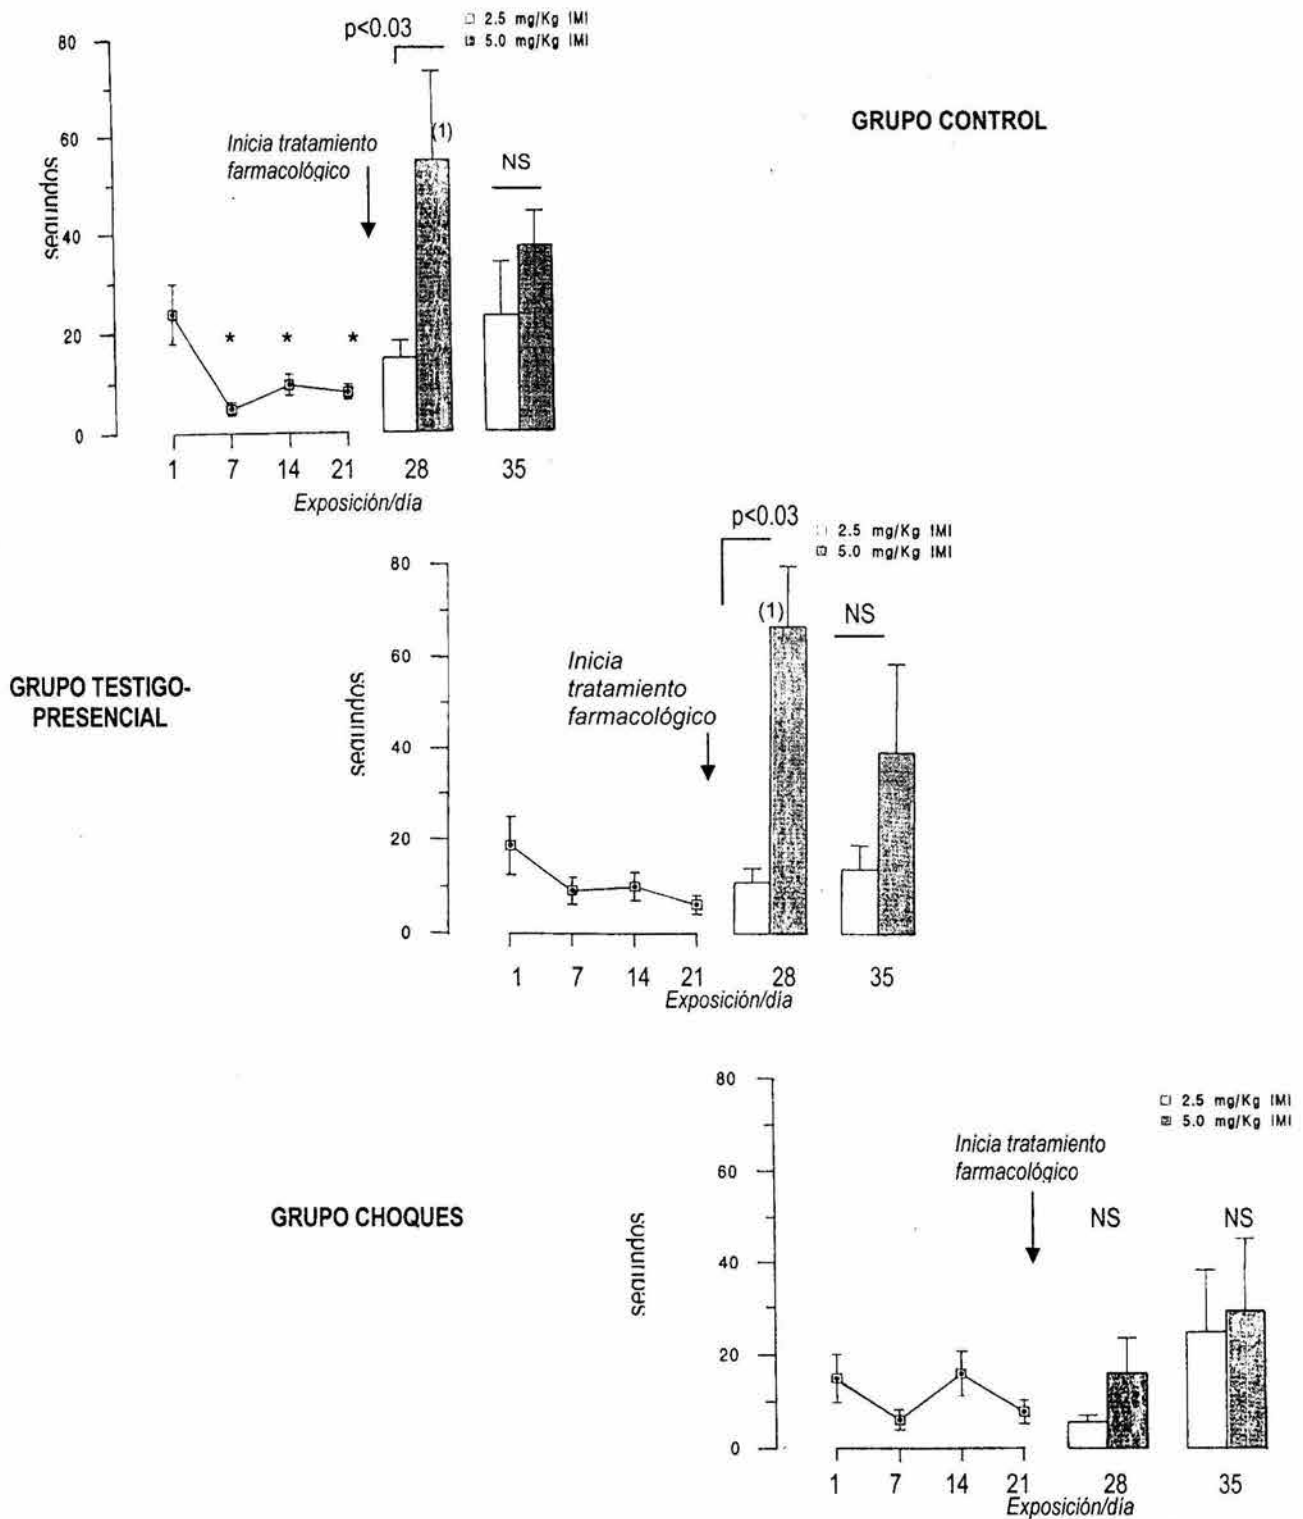 p<0.03
2.5 mg/Kg IMI
5.0 mg/Kg IMI
GRUPO CONTROL
80
60
40
20
0
segundos
Inicia tratamiento
farmacológico
(1)
NS
*
*
*
1 7 14 21 28 35
Exposición/día
GRUPO TESTIGO-
PRESENCIAL
p<0.03
2.5 mg/Kg IMI
5.0 mg/Kg IMI
80
60
40
20
0
segundos
Inicia
tratamiento
farmacológico
(1)
NS
1 7 14 21 28 35
Exposición/día
GRUPO CHOQUES
2.5 mg/Kg IMI
5.0 mg/Kg IMI
80
60
40
20
0
segundos
Inicia tratamiento
farmacológico
NS
NS
1 7 14 21 28 35
Exposición/día